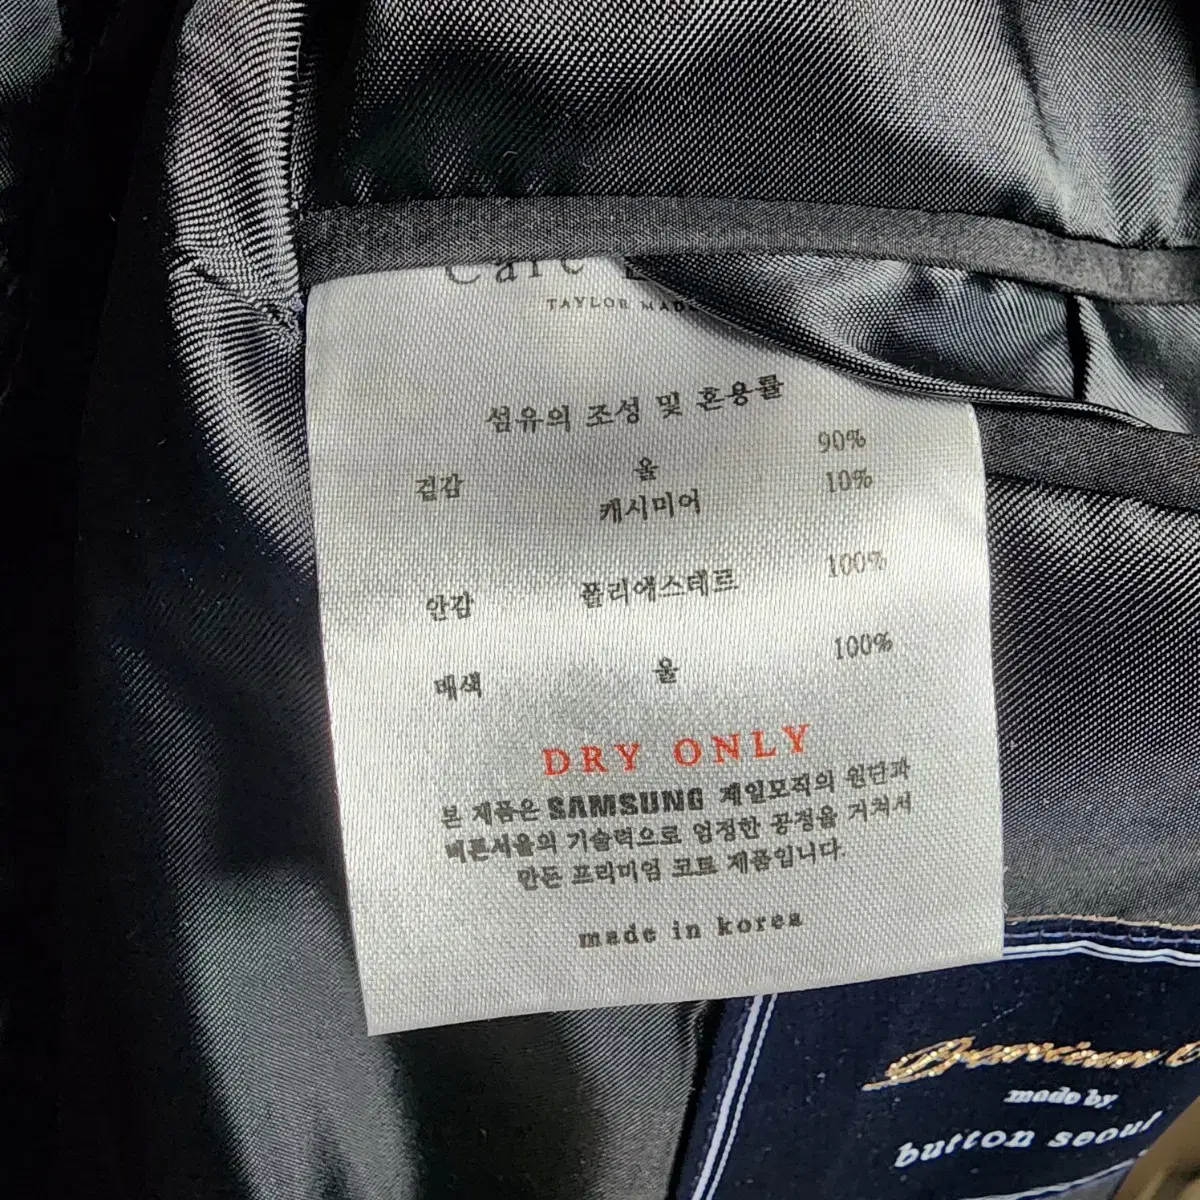 Care
TAYLOR MADE
섬유의 조성 및 혼용률
겉감 울 90%
캐시미어 10%
안감 폴리에스테르 100%
배색 울 100%
DRY ONLY
본 제품은 SAMSUNG 제일모직의 원단과
버튼서울의 기술력으로 엄정한 공정을 거쳐서
만든 프리미엄 코트 제품입니다.
made in korea
made by
button seoul